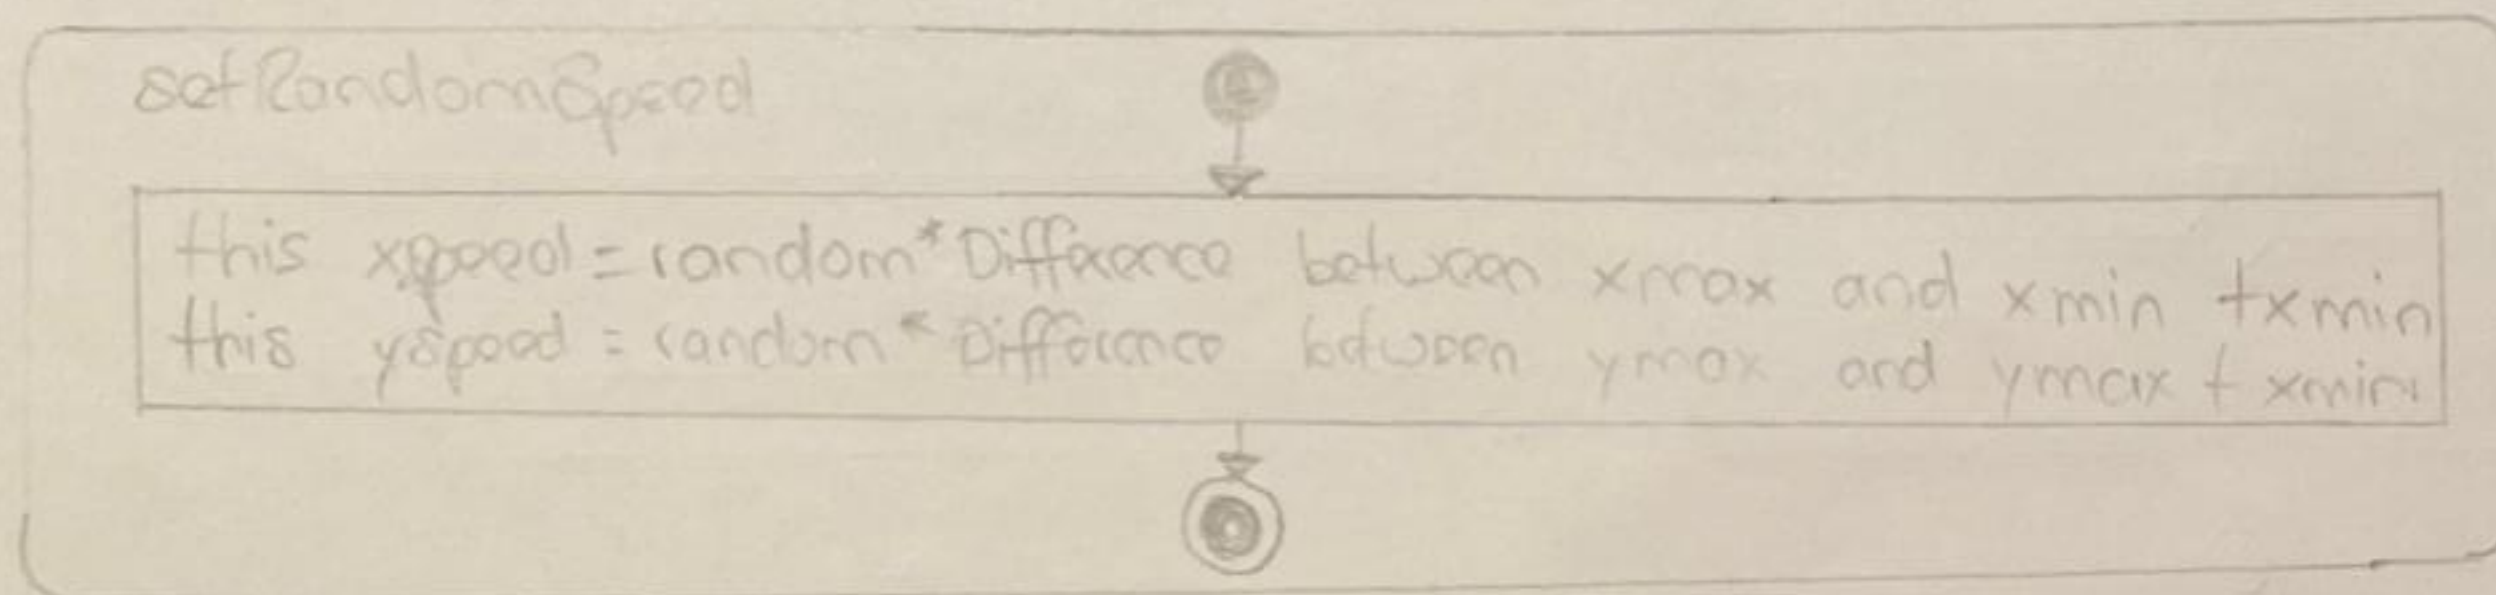 setRandomSpeed
this xspeed = random * Difference between xmax and xmin + xmin
this yspeed = random * Difference between ymax and ymax + xmin